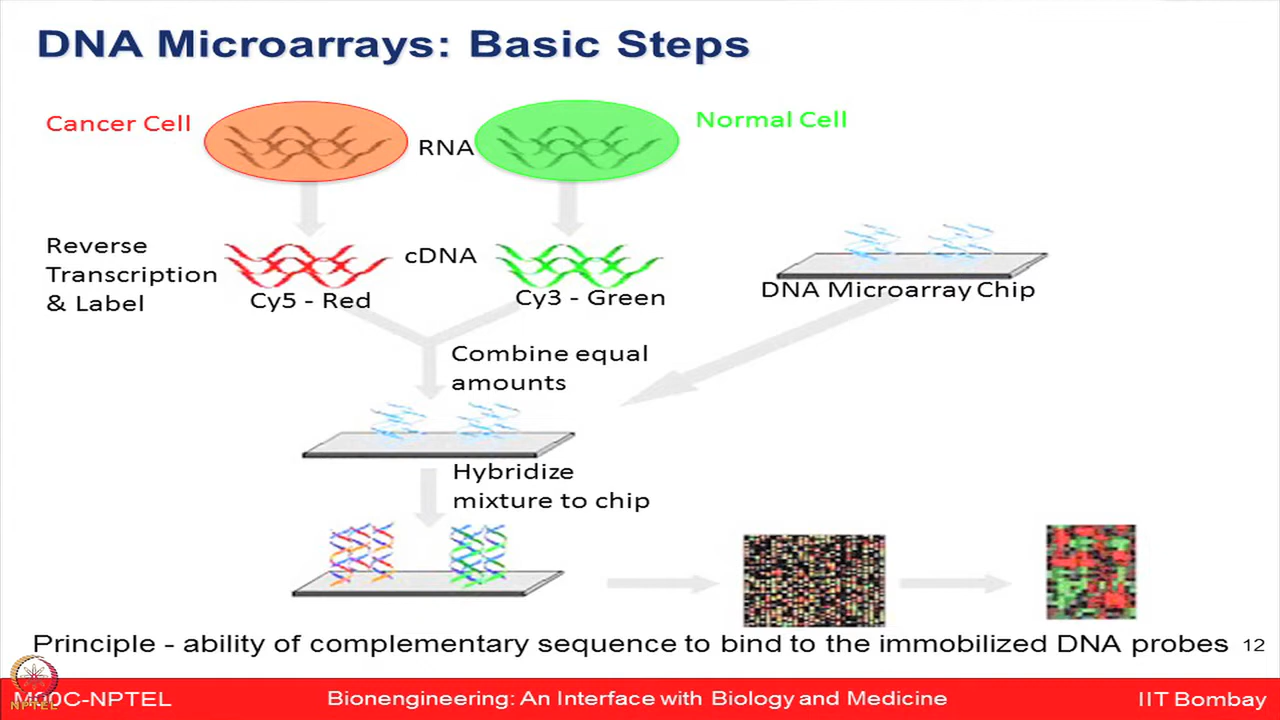 DNA Microarrays: Basic Steps
Cancer Cell
RNA
Normal Cell
Reverse
Transcription
& Label
cDNA
Cy5 - Red
Cy3 - Green
DNA Microarray Chip
Combine equal
amounts
Hybridize
mixture to chip
Principle - ability of complementary sequence to bind to the immobilized DNA probes
12
MOOC-NPTEL
NPTEL
Bionengineering: An Interface with Biology and Medicine
IIT Bombay